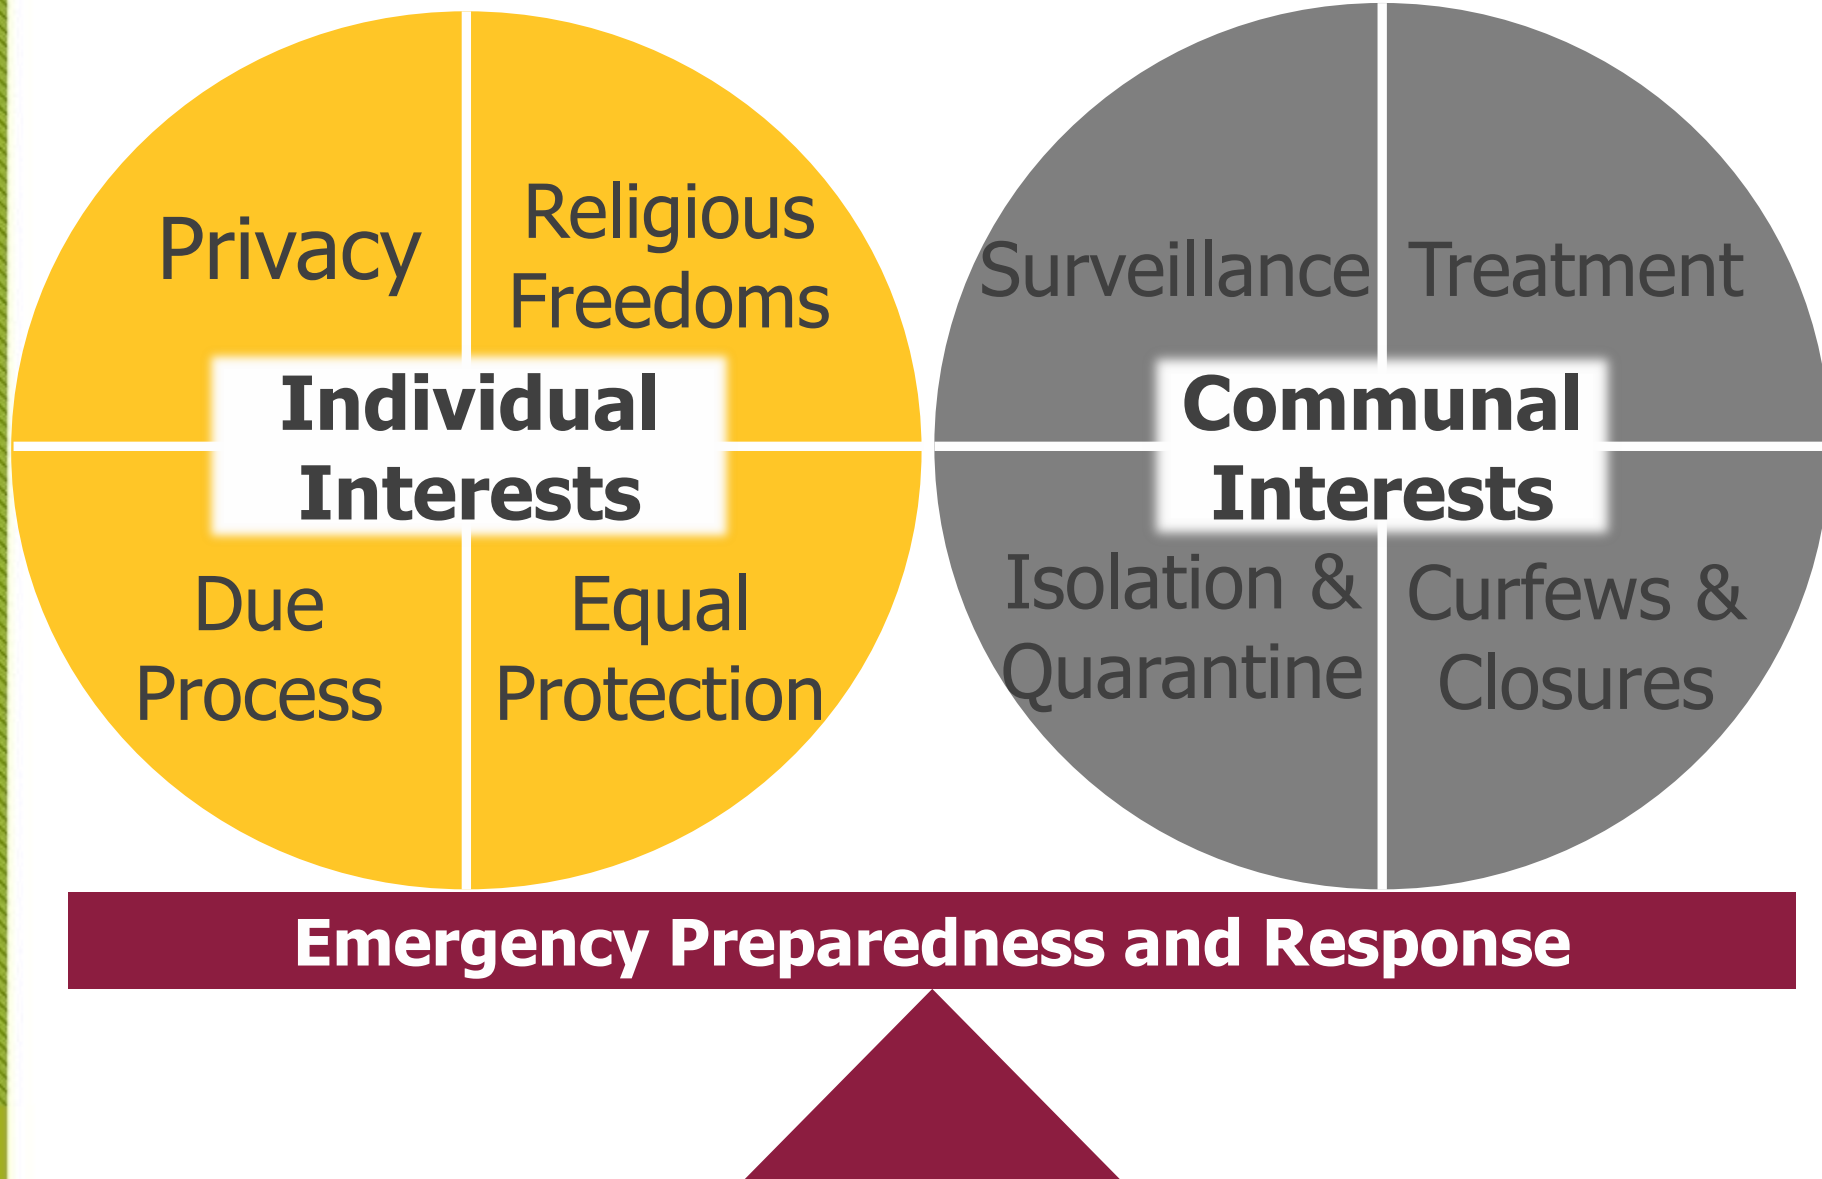 Privacy
Religious
Freedoms
Individual
Interests
Due
Process
Equal
Protection
Surveillance
Treatment
Communal
Interests
Isolation &
Quarantine
Curfews &
Closures
Emergency Preparedness and Response